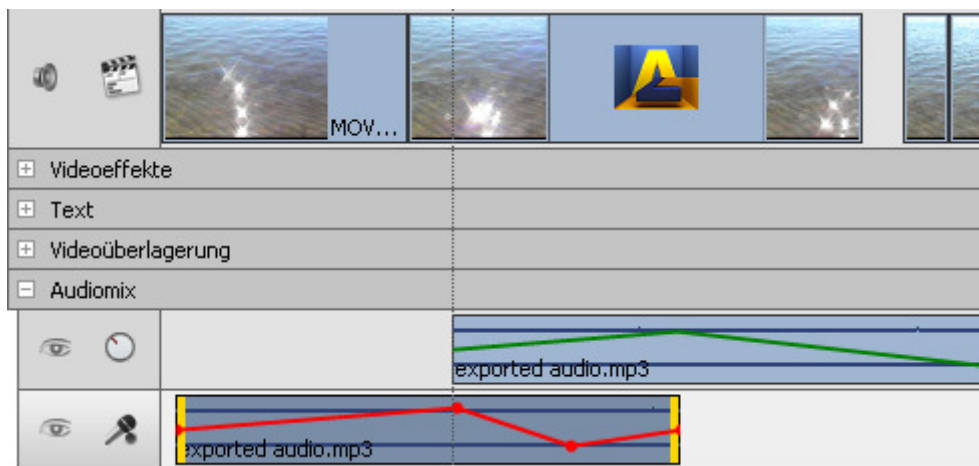 MOV...
Videoeffekte
Text
Videoüberlagerung
Audiomix
exported audio.mp3
exported audio.mp3